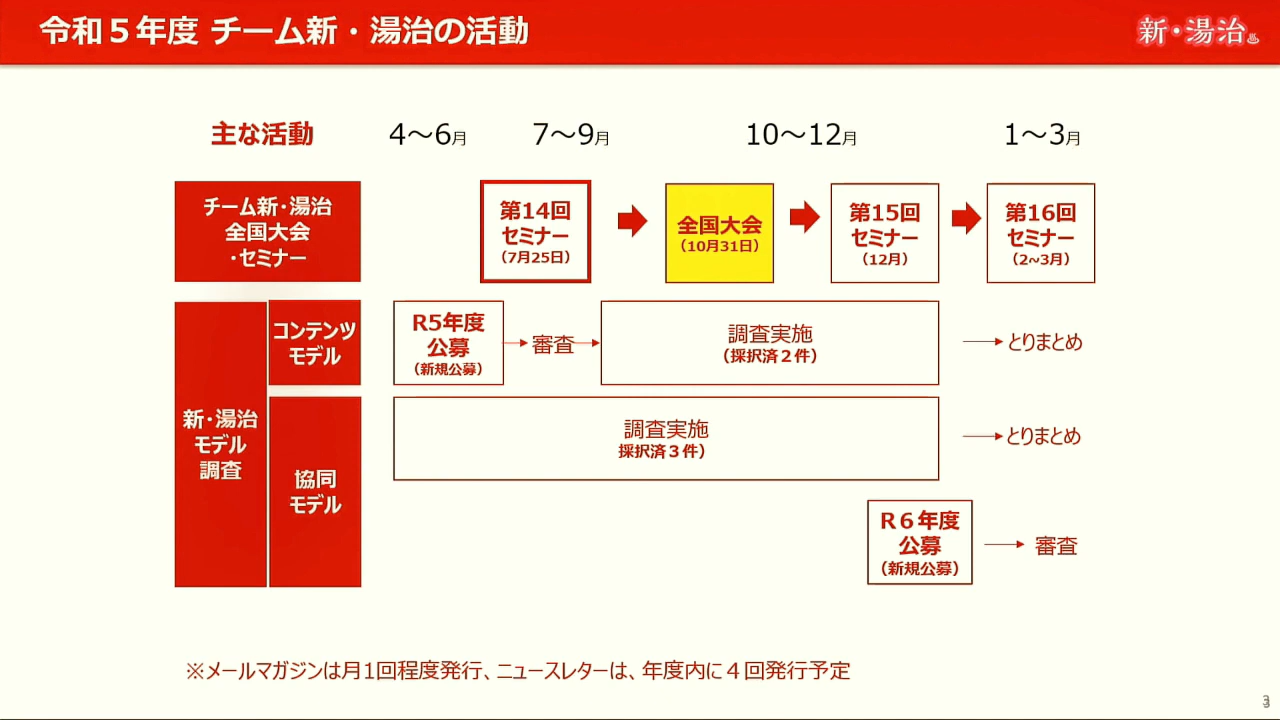 令和５年度 チーム新・湯治の活動
新・湯治
主な活動
4～6月
7～9月
10～12月
1～3月
チーム新・湯治
全国大会
・セミナー
第14回
セミナー
（7月25日）
全国大会
（10月31日）
第15回
セミナー
（12月）
第16回
セミナー
（2~3月）
新・湯治
モデル
調査
コンテンツ
モデル
R5年度
公募
（新規公募）
審査
調査実施
（採択済２件）
とりまとめ
協同
モデル
調査実施
採択済３件）
とりまとめ
R６年度
公募
（新規公募）
審査
※メールマガジンは月1回程度発行、ニュースレターは、年度内に４回発行予定